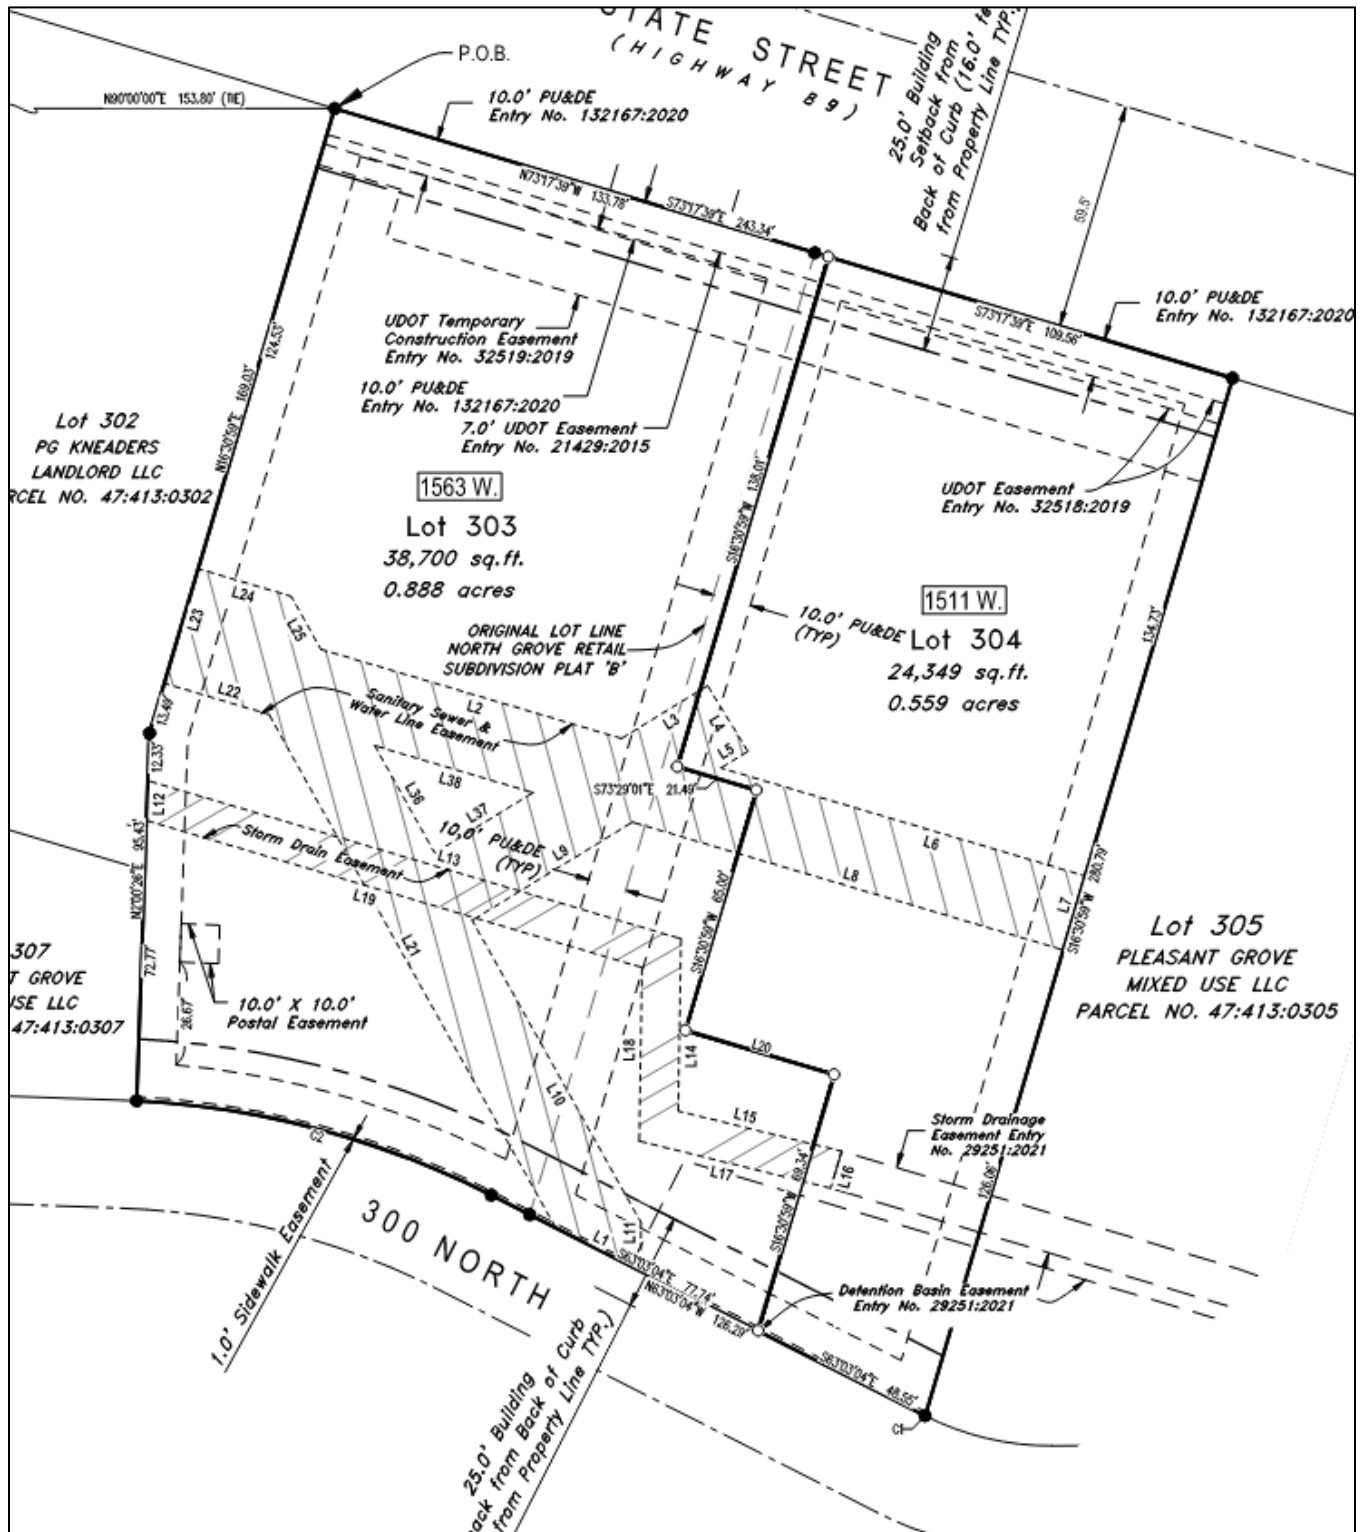 STATE STREET
(HIGHWAY 89)
P.O.B.
N90°00'00"E 153.80' (TIE)
10.0' PU&DE
Entry No. 132167:2020
25.0' Building
Setback from
Back of Curb (16.0'
from Property Line TYP.)
59.5'
N73°17'39"W 133.78'
S73°17'39"E 243.34'
S73°17'39"E 109.56'
10.0' PU&DE
Entry No. 132167:2020
UDOT Temporary
Construction Easement
Entry No. 32519:2019
10.0' PU&DE
Entry No. 132167:2020
7.0' UDOT Easement
Entry No. 21429:2015
124.53'
N16°30'59"E 169.03'
Lot 302
PG KNEADERS
LANDLORD LLC
RCEL NO. 47:413:0302
1563 W.
Lot 303
38,700 sq.ft.
0.888 acres
S16°30'59"W 138.01'
UDOT Easement
Entry No. 32518:2019
1511 W.
Lot 304
24,349 sq.ft.
0.559 acres
10.0' PU&DE
(TYP)
134.73'
ORIGINAL LOT LINE
NORTH GROVE RETAIL
SUBDIVISION PLAT 'B'
L24
L23
L25
L22
L2
L3
L4
L5
Sanitary Sewer &
Water Line Easement
13.49'
12.33'
L12
L38
L36
L37
S73°29'01"E 21.49'
10.0' PU&DE
(TYP)
Storm Drain Easement
L13
L9
L6
L8
L7
L19
L21
N2°00'26"E 95.43'
72.77'
S16°30'59"W 65.00'
S16°30'59"W 280.79'
Lot 305
PLEASANT GROVE
MIXED USE LLC
PARCEL NO. 47:413:0305
307
T GROVE
USE LLC
47:413:0307
26.67'
10.0' X 10.0'
Postal Easement
L18
L14
L20
L10
L15
L17
L16
Storm Drainage
Easement Entry
No. 29251:2021
126.06'
S16°30'59"W 69.34'
C2
1.0' Sidewalk Easement
300 NORTH
L1
L11
S63°03'04"E 77.74'
N63°03'04"W 126.29'
Detention Basin Easement
Entry No. 29251:2021
S63°03'04"E 48.55'
C1
25.0' Building
ack from Back of Curb
from Property Line TYP.)